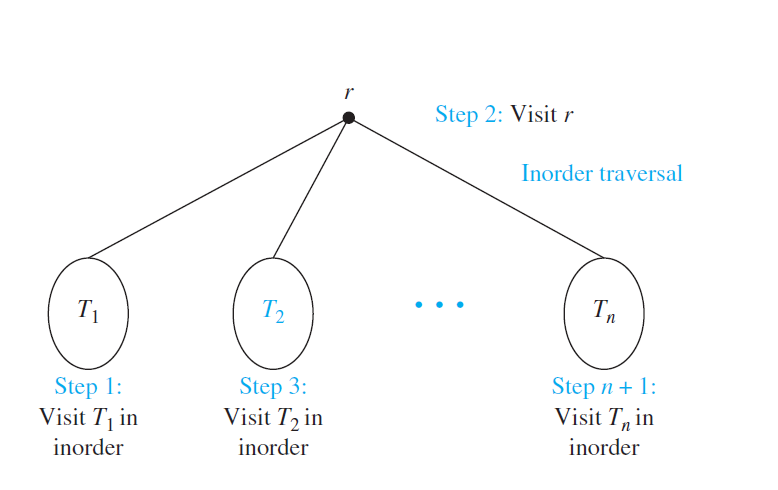 r
Step 2: Visit r
Inorder traversal
T₁
T₂
• • •
Tₙ
Step 1:
Visit T₁ in
inorder
Step 3:
Visit T₂ in
inorder
Step n + 1:
Visit Tₙ in
inorder